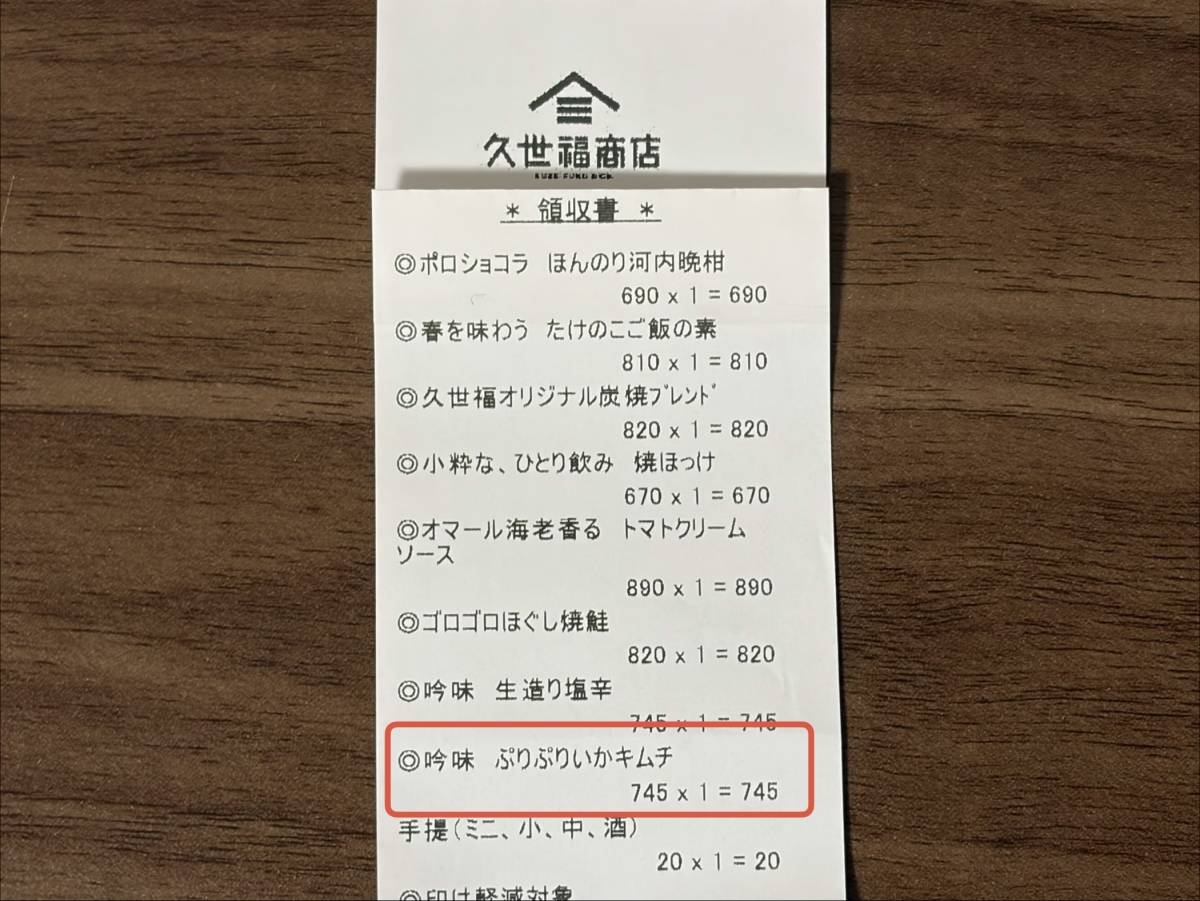 久世福商店
* 領収書 *
◎ポロショコラ ほんのり河内晩柑
690 x 1 = 690
◎春を味わう たけのこご飯の素
810 x 1 = 810
◎久世福オリジナル炭焼ﾌﾞﾚﾝﾄﾞ
820 x 1 = 820
◎小粋な、ひとり飲み 焼ほっけ
670 x 1 = 670
◎オマール海老香る トマトクリーム
ソース
890 x 1 = 890
◎ゴロゴロほぐし焼鮭
820 x 1 = 820
◎吟味 生造り塩辛
745 x 1 = 745
◎吟味 ぷりぷりいかキムチ
745 x 1 = 745
手提(ミニ、小、中、酒)
20 x 1 = 20
◎印は軽減対象